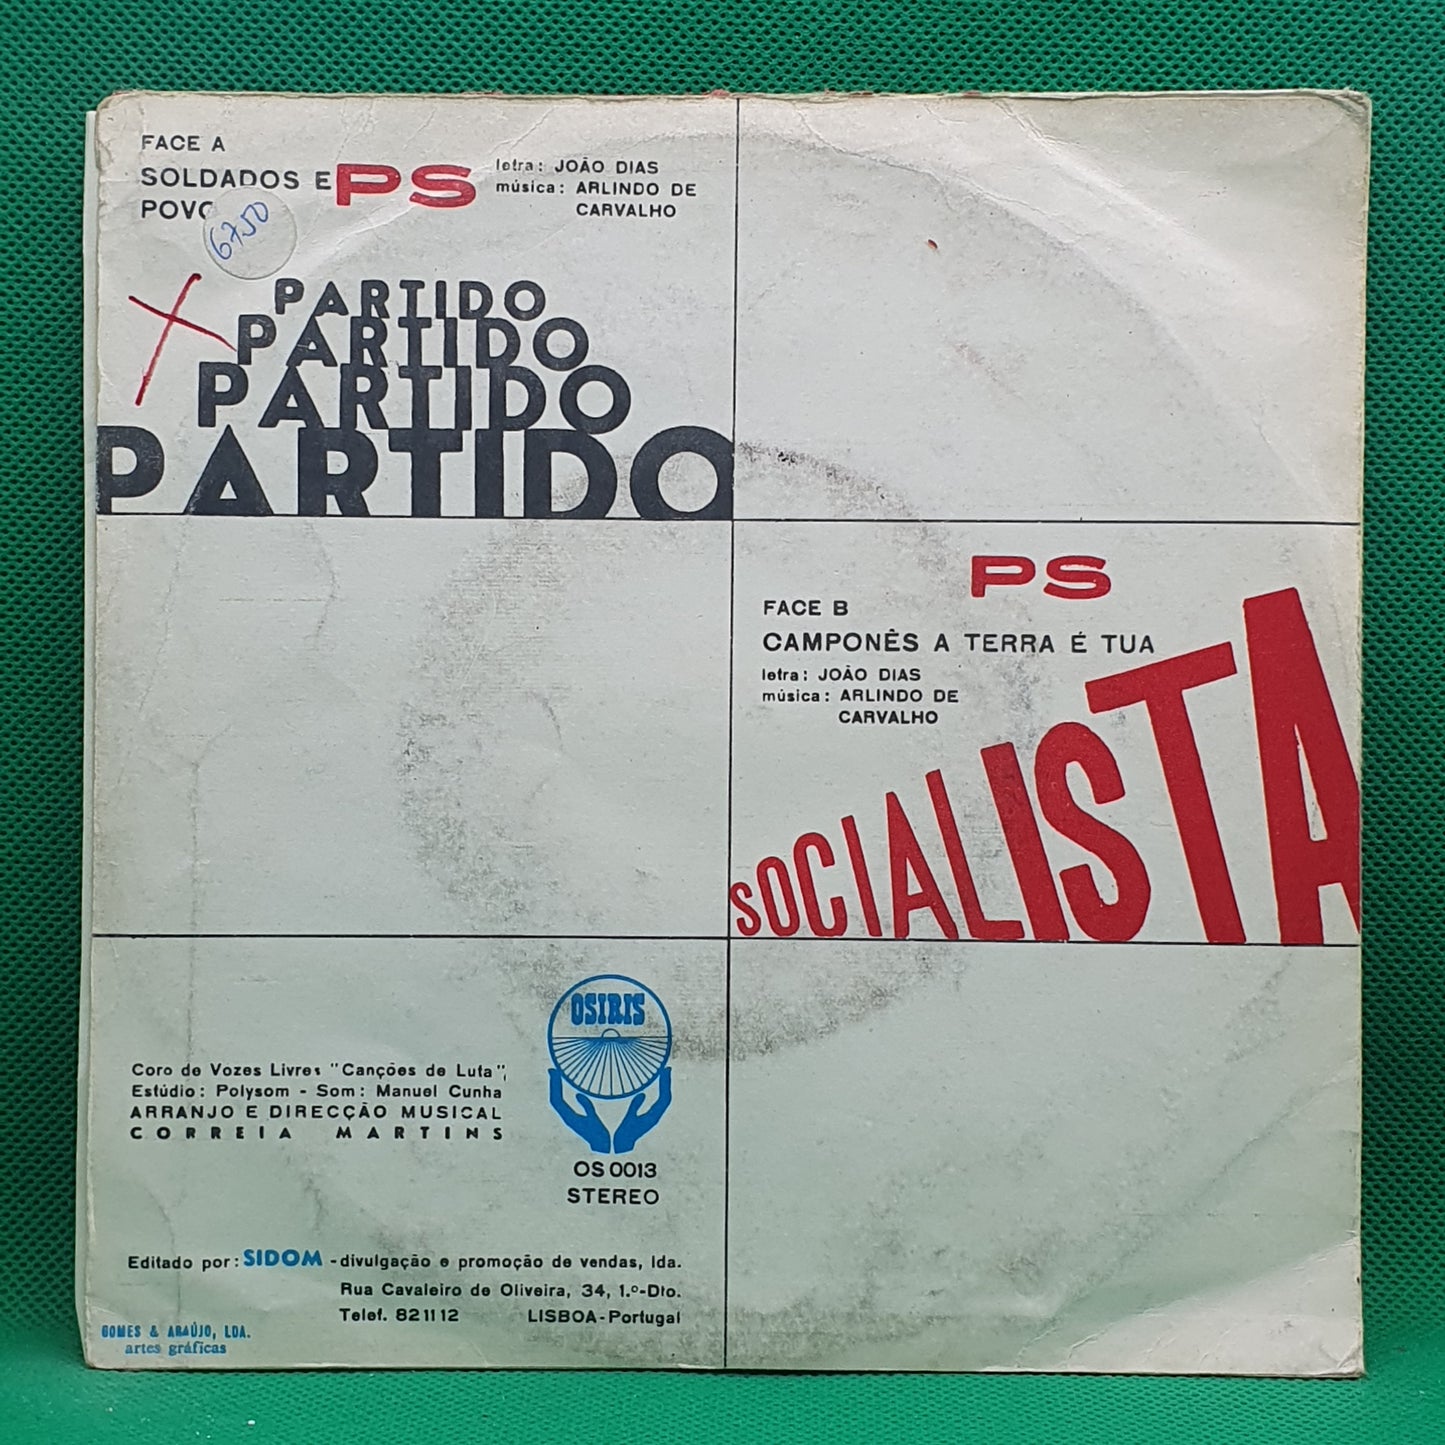 FACE A
SOLDADOS E
POVO
PS
letra: JOÃO DIAS
música: ARLINDO DE
CARVALHO
6750
PARTIDO
PARTIDO
PARTIDO
PARTIDO
PS
FACE B
CAMPONÊS A TERRA É TUA
letra: JOÃO DIAS
música: ARLINDO DE
CARVALHO
SOCIALISTA
OSIRIS
Coro de Vozes Livres "Canções de Luta",
Estúdio: Polysom - Som: Manuel Cunha
ARRANJO E DIRECÇÃO MUSICAL
CORREIA MARTINS
OS 0013
STEREO
Editado por: SIDOM - divulgação e promoção de vendas, lda.
Rua Cavaleiro de Oliveira, 34, 1.º-Dto.
Telef. 82 11 12 LISBOA - Portugal
GOMES & ARAÚJO, LDA.
artes gráficas